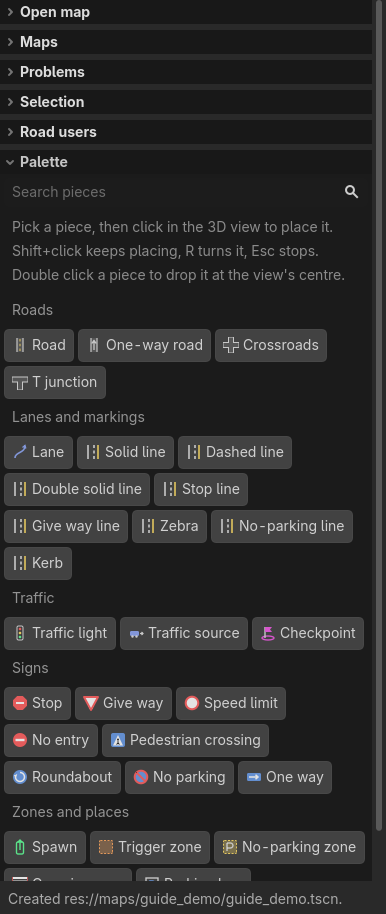 Open map
Maps
Problems
Selection
Road users
Palette
Search pieces
Pick a piece, then click in the 3D view to place it.
Shift+click keeps placing, R turns it, Esc stops.
Double click a piece to drop it at the view's centre.
Roads
Road One-way road Crossroads
T junction
Lanes and markings
Lane Solid line Dashed line
Double solid line Stop line
Give way line Zebra No-parking line
Kerb
Traffic
Traffic light Traffic source Checkpoint
Signs
Stop Give way Speed limit
No entry Pedestrian crossing
Roundabout No parking One way
Zones and places
Spawn Trigger zone No-parking zone
Created res://maps/guide_demo/guide_demo.tscn.